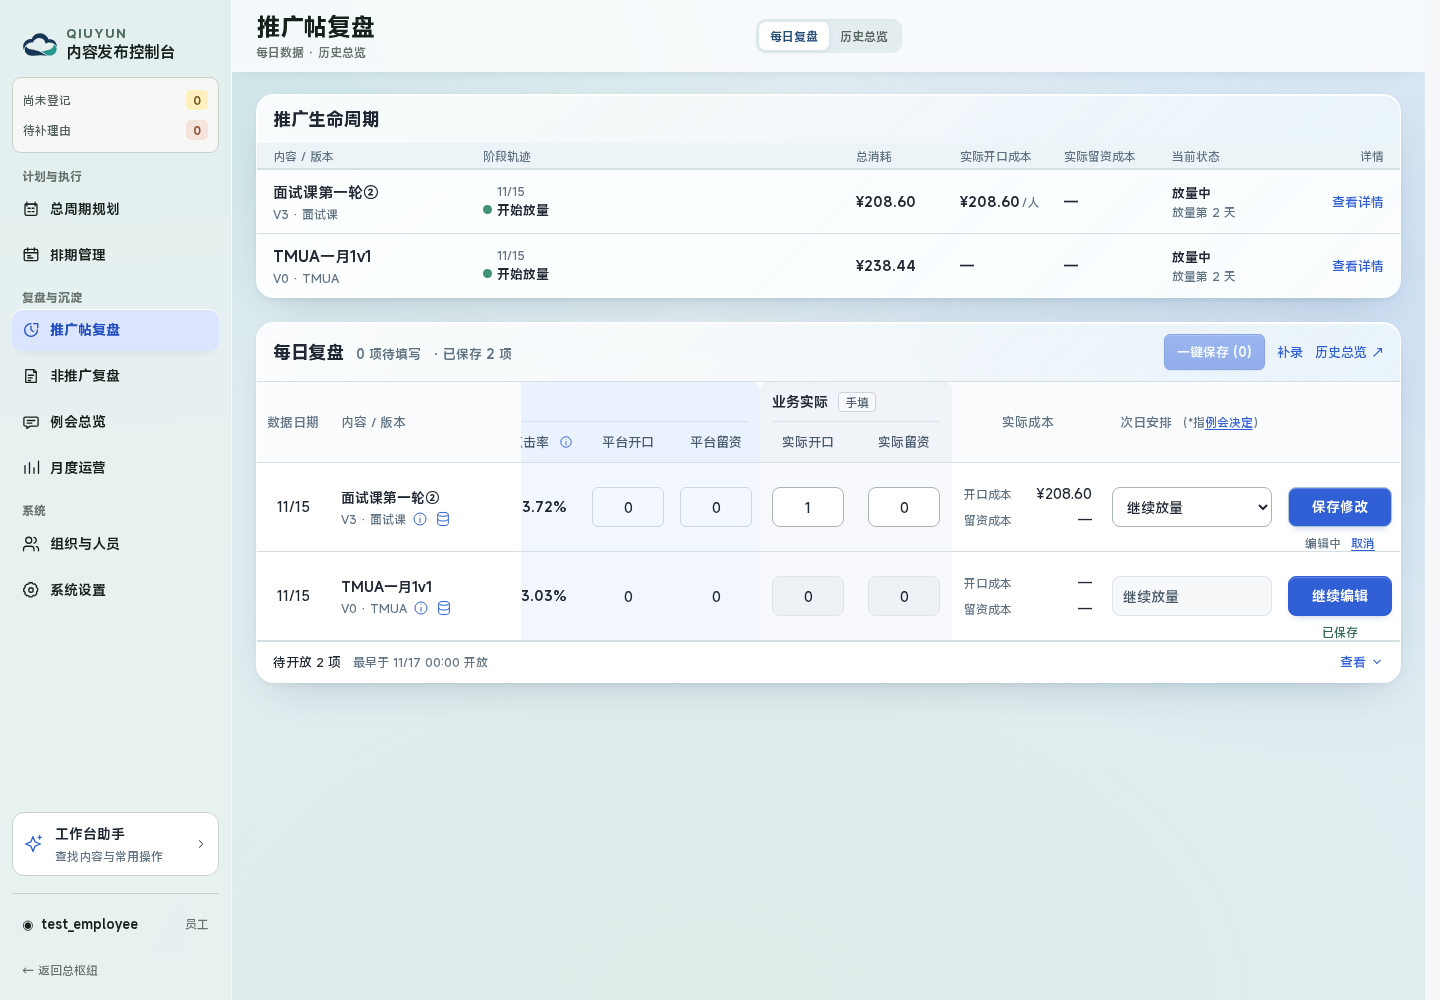 QIUYUN
内容发布控制台
尚未登记 0
待补理由 0
计划与执行
总周期规划
排期管理
复盘与沉淀
推广帖复盘
非推广复盘
例会总览
月度运营
系统
组织与人员
系统设置
工作台助手
查找内容与常用操作
test_employee 员工
← 返回总枢纽
推广帖复盘
每日数据 · 历史总览
每日复盘 历史总览
推广生命周期
内容 / 版本 阶段轨迹 总消耗 实际开口成本 实际留资成本 当前状态 详情
面试课第一轮②
V3 · 面试课
11/15
开始放量
¥208.60 ¥208.60 /人 —
放量中
放量第 2 天
查看详情
TMUA一月1v1
V0 · TMUA
11/15
开始放量
¥238.44 — —
放量中
放量第 2 天
查看详情
每日复盘 0 项待填写 · 已保存 2 项
一键保存 (0) 补录 历史总览 ↗
业务实际 手填
数据日期 内容 / 版本 击率 平台开口 平台留资 实际开口 实际留资 实际成本 次日安排 (*指例会决定)
11/15
面试课第一轮②
V3 · 面试课
3.72% 0 0 1 0
开口成本 ¥208.60
留资成本 —
继续放量
保存修改
编辑中 取消
11/15
TMUA一月1v1
V0 · TMUA
3.03% 0 0 0 0
开口成本 —
留资成本 —
继续放量
继续编辑
已保存
待开放 2 项 最早于 11/17 00:00 开放
查看